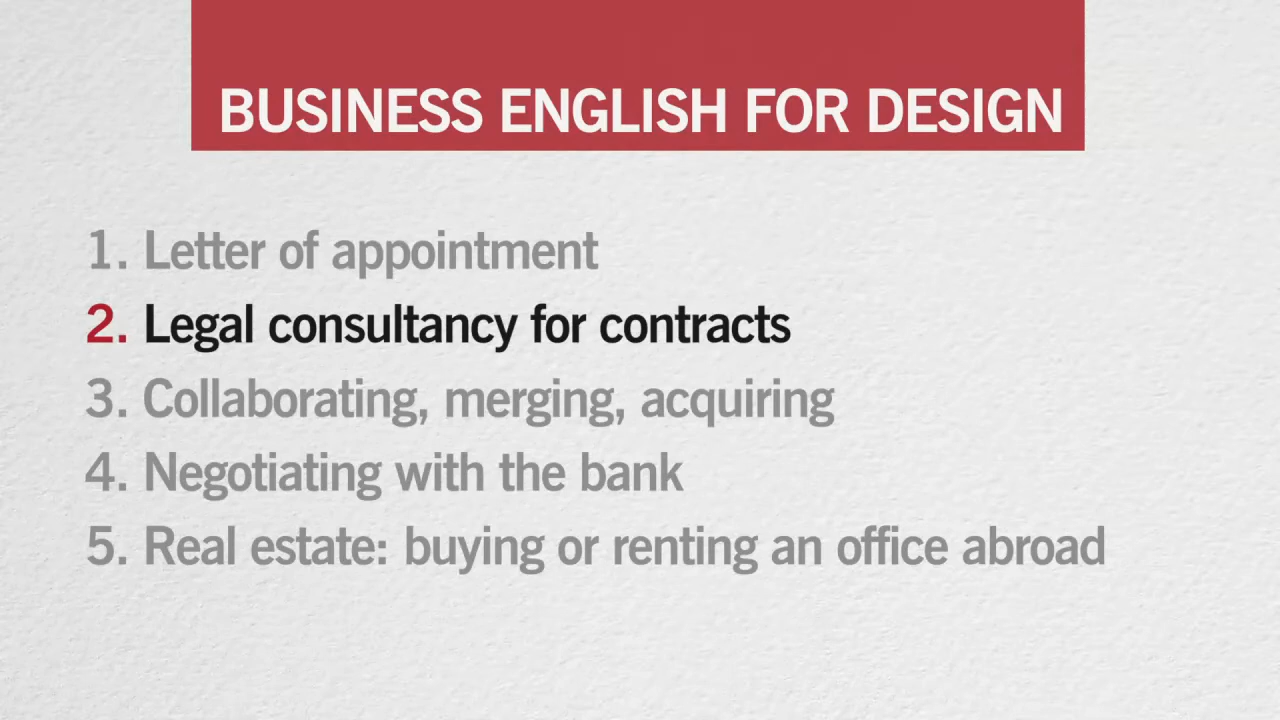 BUSINESS ENGLISH FOR DESIGN
1. Letter of appointment
2. Legal consultancy for contracts
3. Collaborating, merging, acquiring
4. Negotiating with the bank
5. Real estate: buying or renting an office abroad